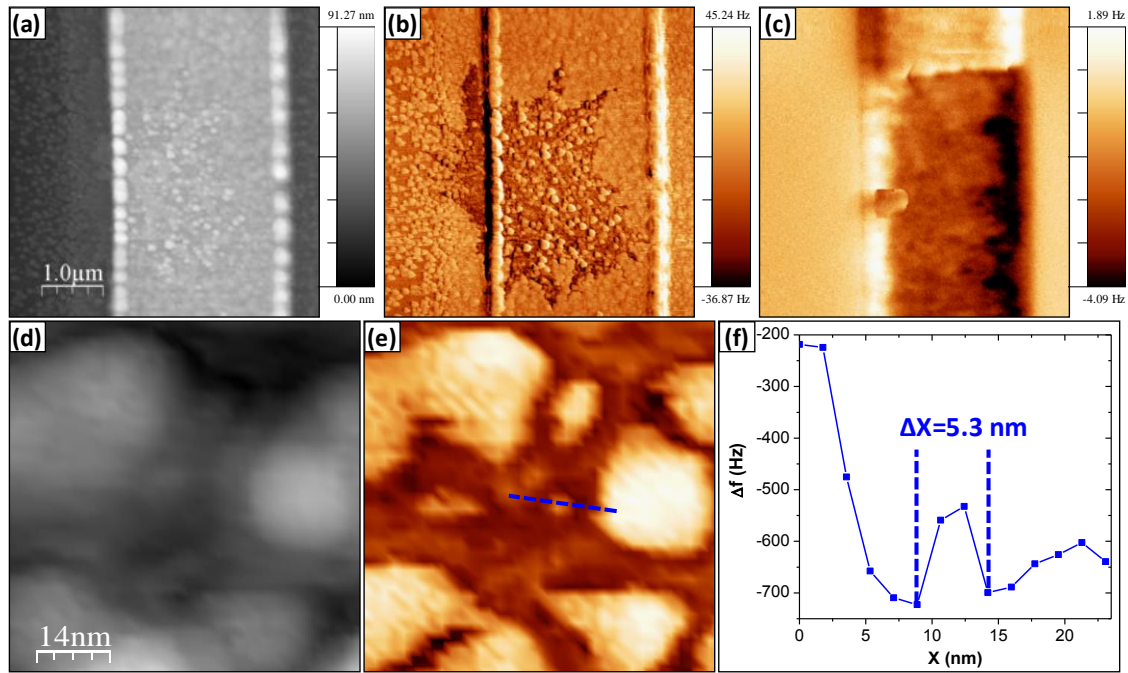 (a)
91.27 nm
1.0µm
0.00 nm
(b)
45.24 Hz
-36.87 Hz
(c)
1.89 Hz
-4.09 Hz
(d)
14nm
(e)
(f)
-200
-300
-400
-500
-600
-700
Δf (Hz)
ΔX=5.3 nm
0
5
10
15
20
X (nm)